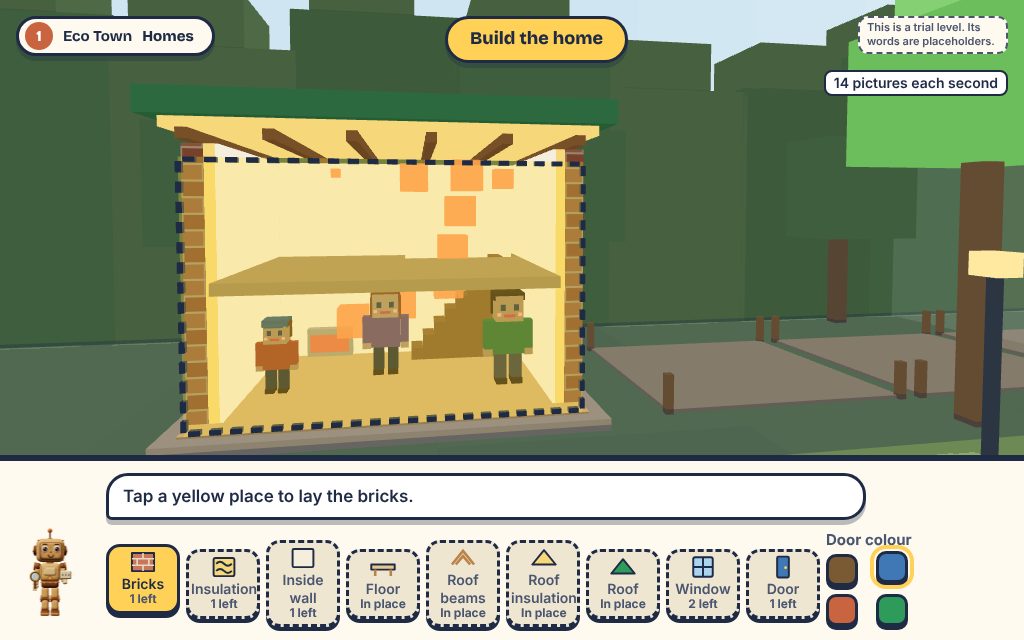 1 Eco Town Homes
Build the home
This is a trial level. Its
words are placeholders.
14 pictures each second
Tap a yellow place to lay the bricks.
Bricks
1 left
Insulation
1 left
Inside
wall
1 left
Floor
In place
Roof
beams
In place
Roof
insulation
In place
Roof
In place
Window
2 left
Door
1 left
Door colour